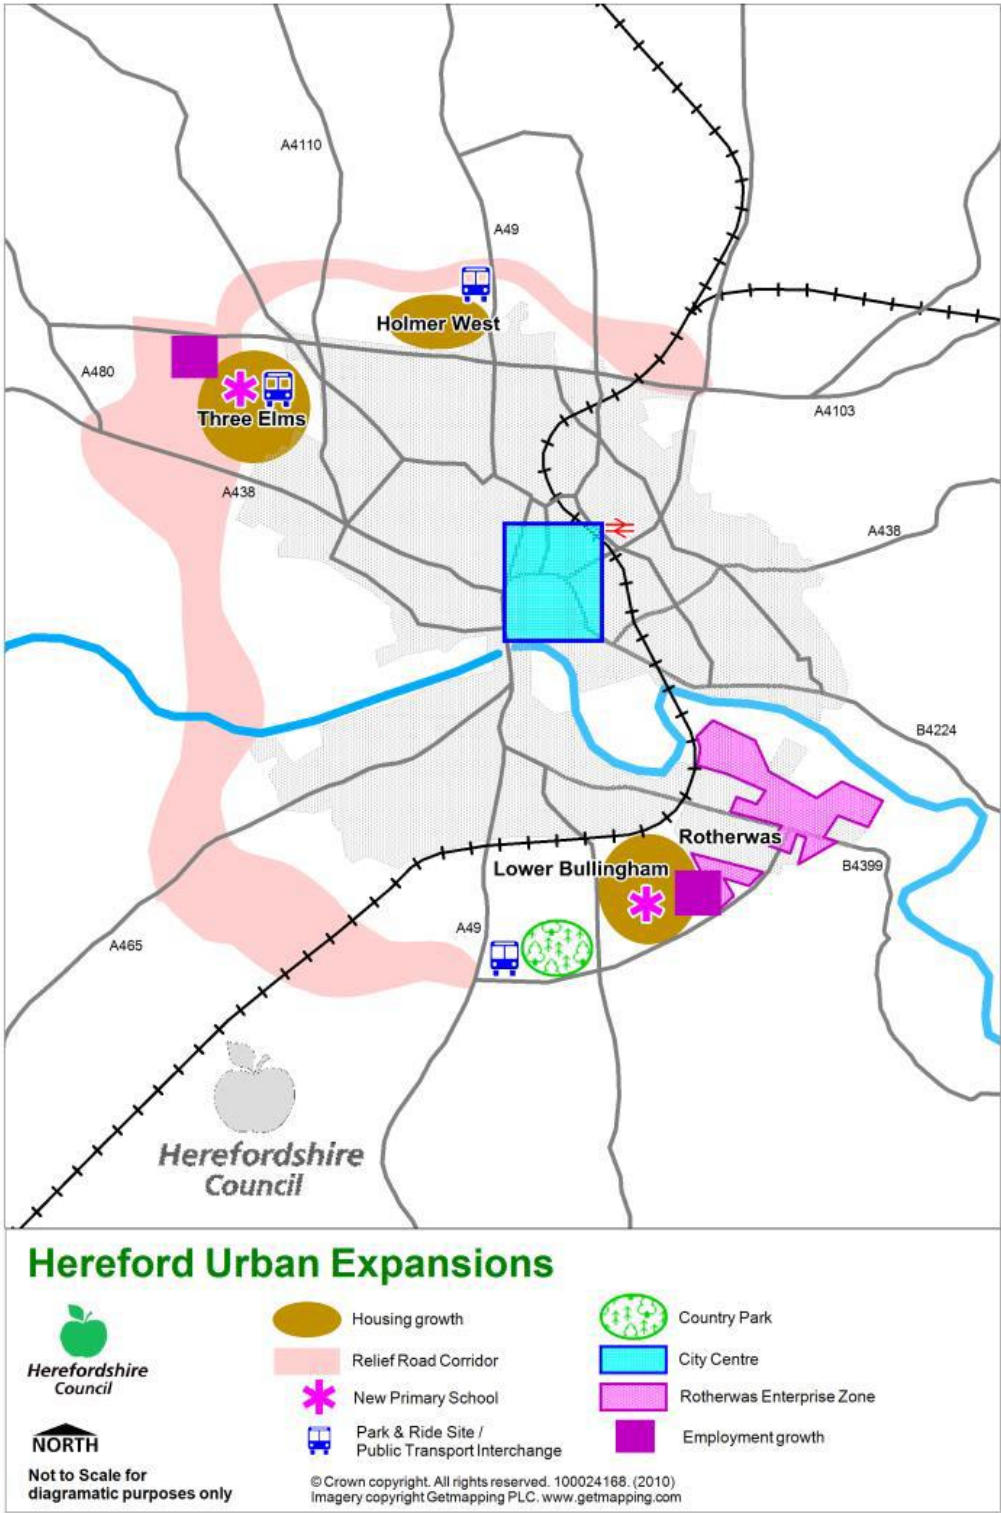 A4110
A49
Holmer West
A480
Three Elms
A4103
A438
A438
B4224
Rotherwas
Lower Bullingham
B4399
A49
A465
Herefordshire
Council
Hereford Urban Expansions
Herefordshire
Council
NORTH
Not to Scale for
diagramatic purposes only
Housing growth
Relief Road Corridor
New Primary School
Park & Ride Site /
Public Transport Interchange
Country Park
City Centre
Rotherwas Enterprise Zone
Employment growth
© Crown copyright. All rights reserved. 100024168. (2010)
Imagery copyright Getmapping PLC. www.getmapping.com